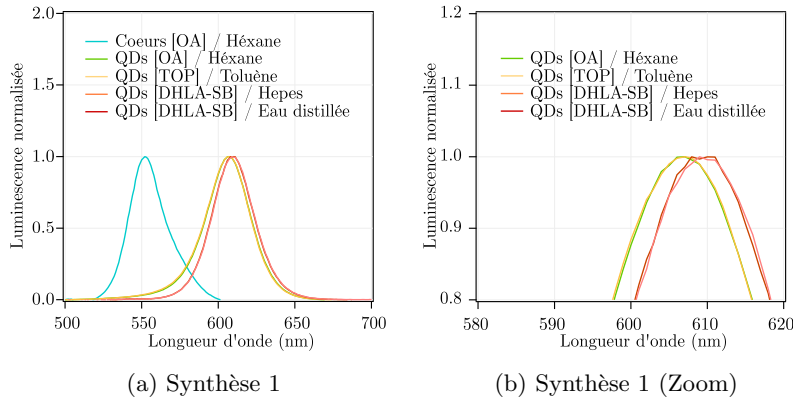 2.0
1.5
1.0
0.5
0.0
500
550
600
650
700
Luminescence normalisée
Longueur d'onde (nm)
Coeurs [OA] / Héxane
QDs [OA] / Héxane
QDs [TOP] / Toluène
QDs [DHLA-SB] / Hepes
QDs [DHLA-SB] / Eau distillée
(a) Synthèse 1
1.2
1.1
1.0
0.9
0.8
580
590
600
610
620
Luminescence normalisée
Longueur d'onde (nm)
QDs [OA] / Héxane
QDs [TOP] / Toluène
QDs [DHLA-SB] / Hepes
QDs [DHLA-SB] / Eau distillée
(b) Synthèse 1 (Zoom)